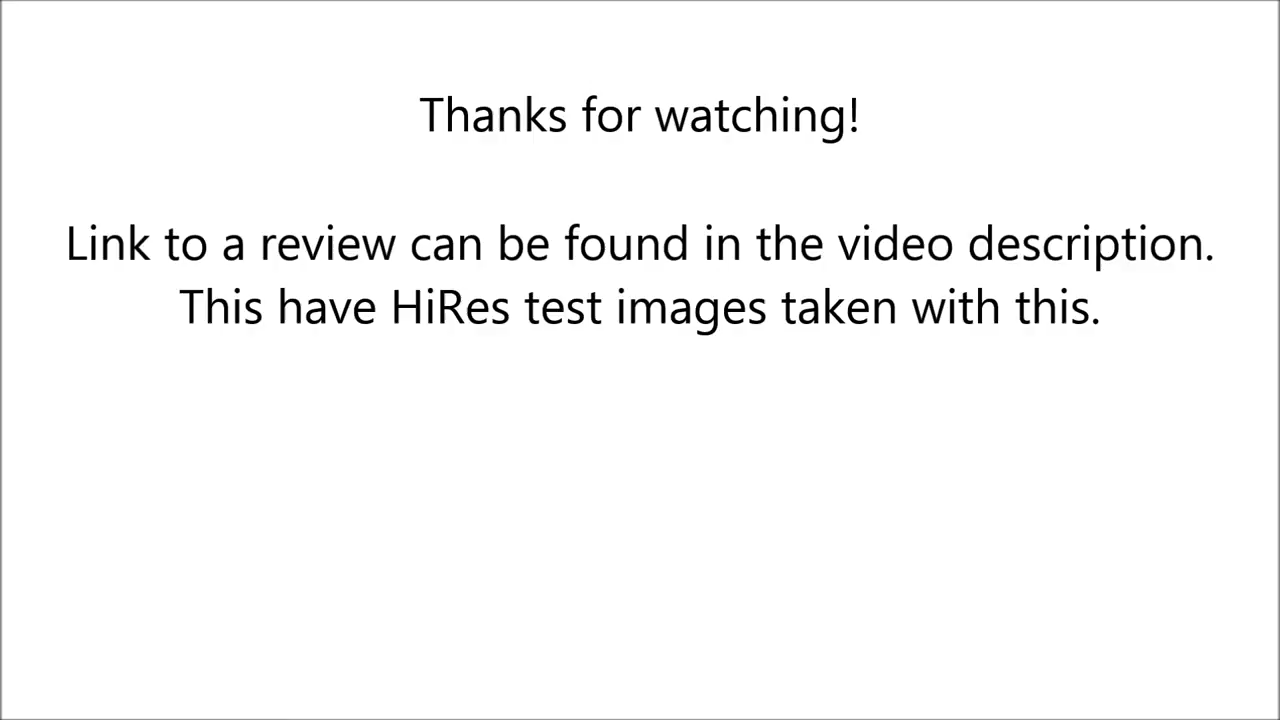 Thanks for watching!
Link to a review can be found in the video description.
This have HiRes test images taken with this.